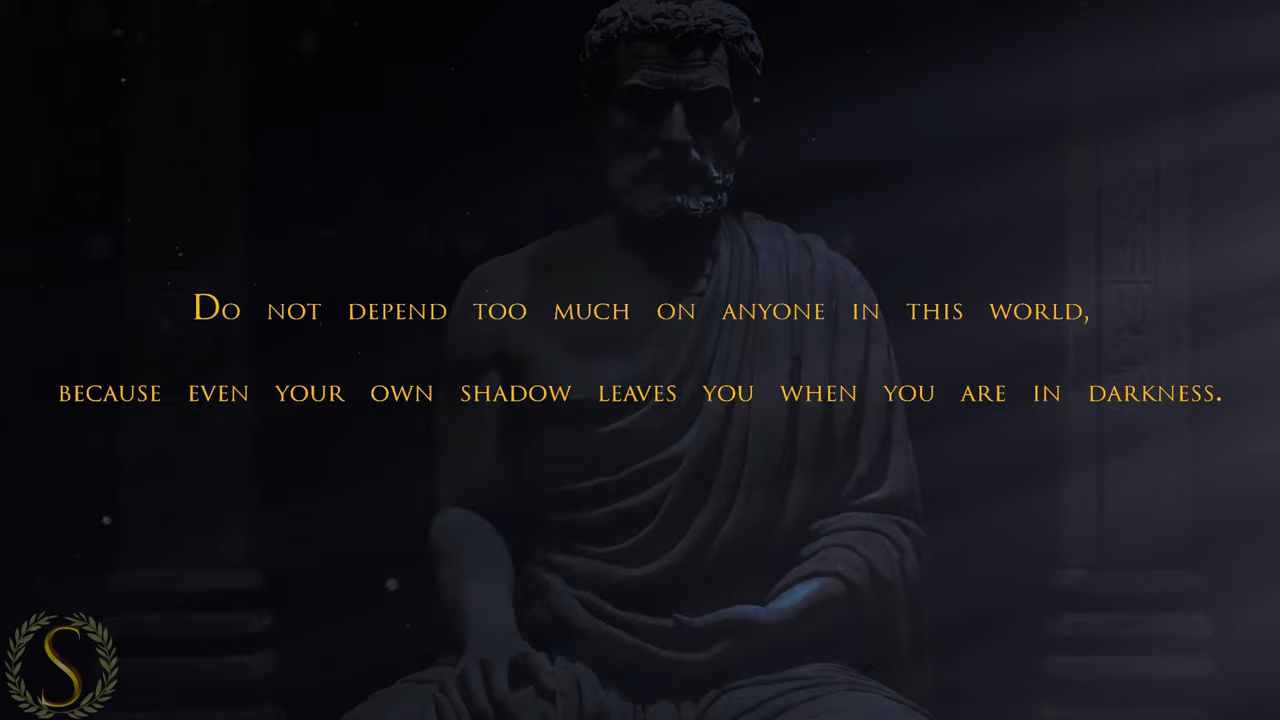 Do not depend too much on anyone in this world,
because even your own shadow leaves you when you are in darkness.
S